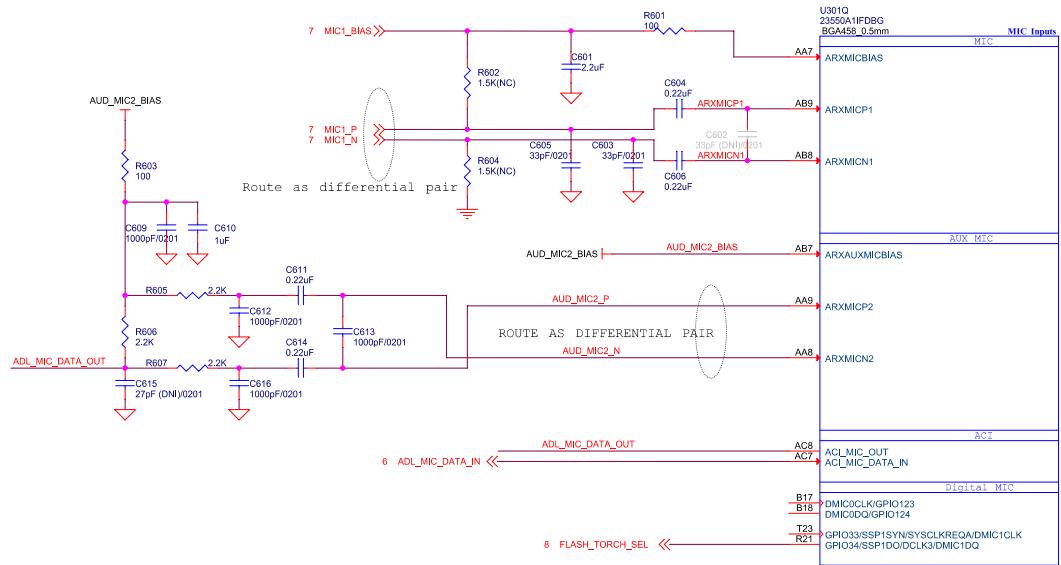 U301Q
23550A1IFDBG
BGA458_0.5mm
MIC Inputs
MIC
7 MIC1_BIAS
R601
100
AA7
ARXMICBIAS
R602
1.5K(NC)
C601
2.2uF
C604
0.22uF
ARXMICP1
AB9
ARXMICP1
AUD_MIC2_BIAS
7 MIC1_P
7 MIC1_N
C602
33pF (DNI)/0201
C605
33pF/0201
C603
33pF/0201
ARXMICN1
AB8
ARXMICN1
R603
100
R604
1.5K(NC)
C606
0.22uF
Route as differential pair
C609
1000pF/0201
C610
1uF
AUX MIC
AUD_MIC2_BIAS
AUD_MIC2_BIAS
AB7
ARXAUXMICBIAS
C611
0.22uF
R605
2.2K
AUD_MIC2_P
AA9
ARXMICP2
C612
1000pF/0201
R606
2.2K
C613
1000pF/0201
ROUTE AS DIFFERENTIAL PAIR
C614
0.22uF
AUD_MIC2_N
AA8
ARXMICN2
ADL_MIC_DATA_OUT
R607
2.2K
C615
27pF (DNI)/0201
C616
1000pF/0201
ACI
ADL_MIC_DATA_OUT
AC8
ACI_MIC_OUT
6 ADL_MIC_DATA_IN
AC7
ACI_MIC_DATA_IN
Digital MIC
B17
DMIC0CLK/GPIO123
B18
DMIC0DQ/GPIO124
T23
GPIO33/SSP1SYN/SYSCLKREQA/DMIC1CLK
8 FLASH_TORCH_SEL
R21
GPIO34/SSP1DO/DCLK3/DMIC1DQ